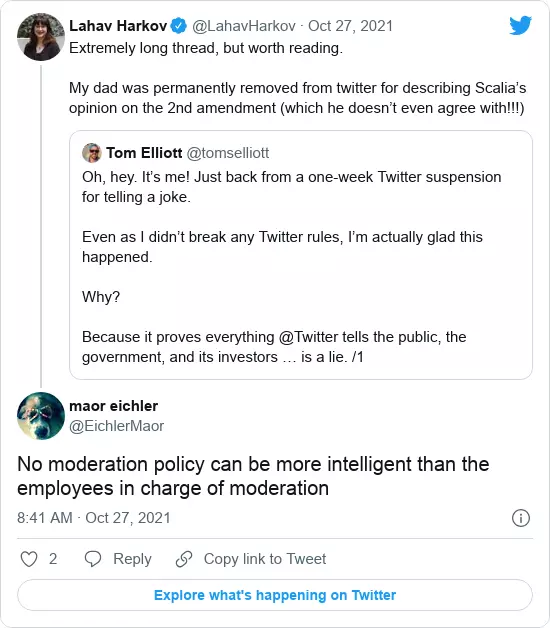 Lahav Harkov @LahavHarkov · Oct 27, 2021
Extremely long thread, but worth reading.
My dad was permanently removed from twitter for describing Scalia’s
opinion on the 2nd amendment (which he doesn’t even agree with!!!)
Tom Elliott @tomselliott
Oh, hey. It’s me! Just back from a one-week Twitter suspension
for telling a joke.
Even as I didn’t break any Twitter rules, I’m actually glad this
happened.
Why?
Because it proves everything @Twitter tells the public, the
government, and its investors … is a lie. /1
maor eichler
@EichlerMaor
No moderation policy can be more intelligent than the
employees in charge of moderation
8:41 AM · Oct 27, 2021
2 Reply Copy link to Tweet
Explore what's happening on Twitter